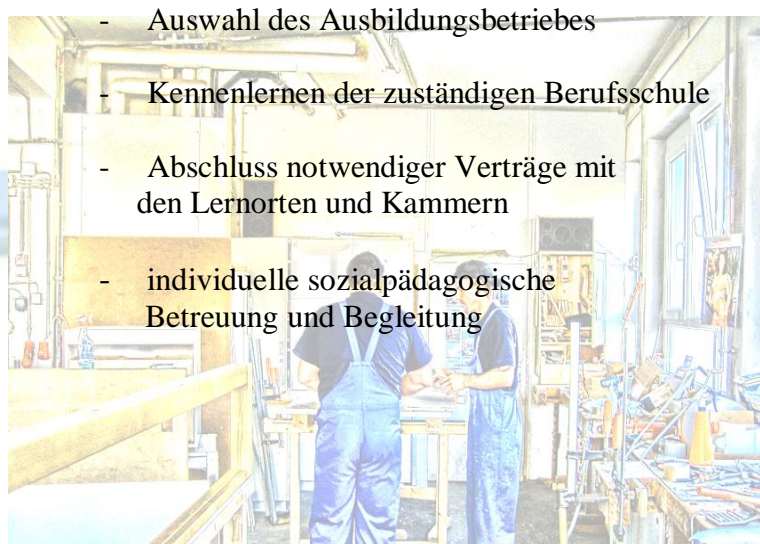 - Auswahl des Ausbildungsbetriebes
- Kennenlernen der zuständigen Berufsschule
- Abschluss notwendiger Verträge mit
den Lernorten und Kammern
- individuelle sozialpädagogische
Betreuung und Begleitung